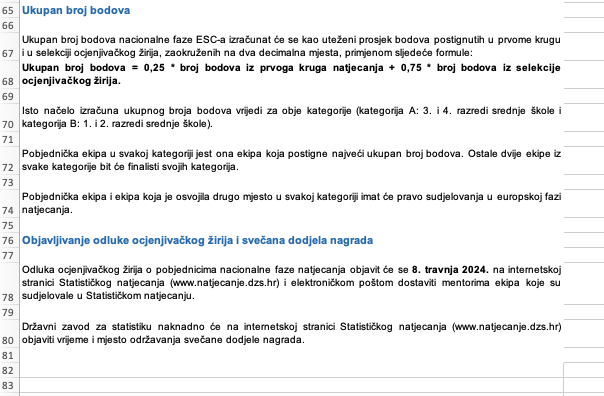 65 Ukupan broj bodova
66
Ukupan broj bodova nacionalne faze ESC-a izračunat će se kao uteženi prosjek bodova postignutih u prvome krugu
67 i u selekciji ocjenjivačkog žirija, zaokruženih na dva decimalna mjesta, primjenom sljedeće formule:
Ukupan broj bodova = 0,25 * broj bodova iz prvoga kruga natjecanja + 0,75 * broj bodova iz selekcije
68 ocjenjivačkog žirija.
69
Isto načelo izračuna ukupnog broja bodova vrijedi za obje kategorije (kategorija A: 3. i 4. razredi srednje škole i
70 kategorija B: 1. i 2. razredi srednje škole).
71
Pobjednička ekipa u svakoj kategoriji jest ona ekipa koja postigne najveći ukupan broj bodova. Ostale dvije ekipe iz
72 svake kategorije bit će finalisti svojih kategorija.
73
Pobjednička ekipa i ekipa koja je osvojila drugo mjesto u svakoj kategoriji imat će pravo sudjelovanja u europskoj fazi
74 natjecanja.
75
76 Objavljivanje odluke ocjenjivačkog žirija i svečana dodjela nagrada
77
Odluka ocjenjivačkog žirija o pobjednicima nacionalne faze natjecanja objavit će se 8. travnja 2024. na internetskoj
stranici Statističkog natjecanja (www.natjecanje.dzs.hr) i elektroničkom poštom dostaviti mentorima ekipa koje su
78 sudjelovale u Statističkom natjecanju.
79
Državni zavod za statistiku naknadno će na internetskoj stranici Statističkog natjecanja (www.natjecanje.dzs.hr)
80 objaviti vrijeme i mjesto održavanja svečane dodjele nagrada.
81
82
83